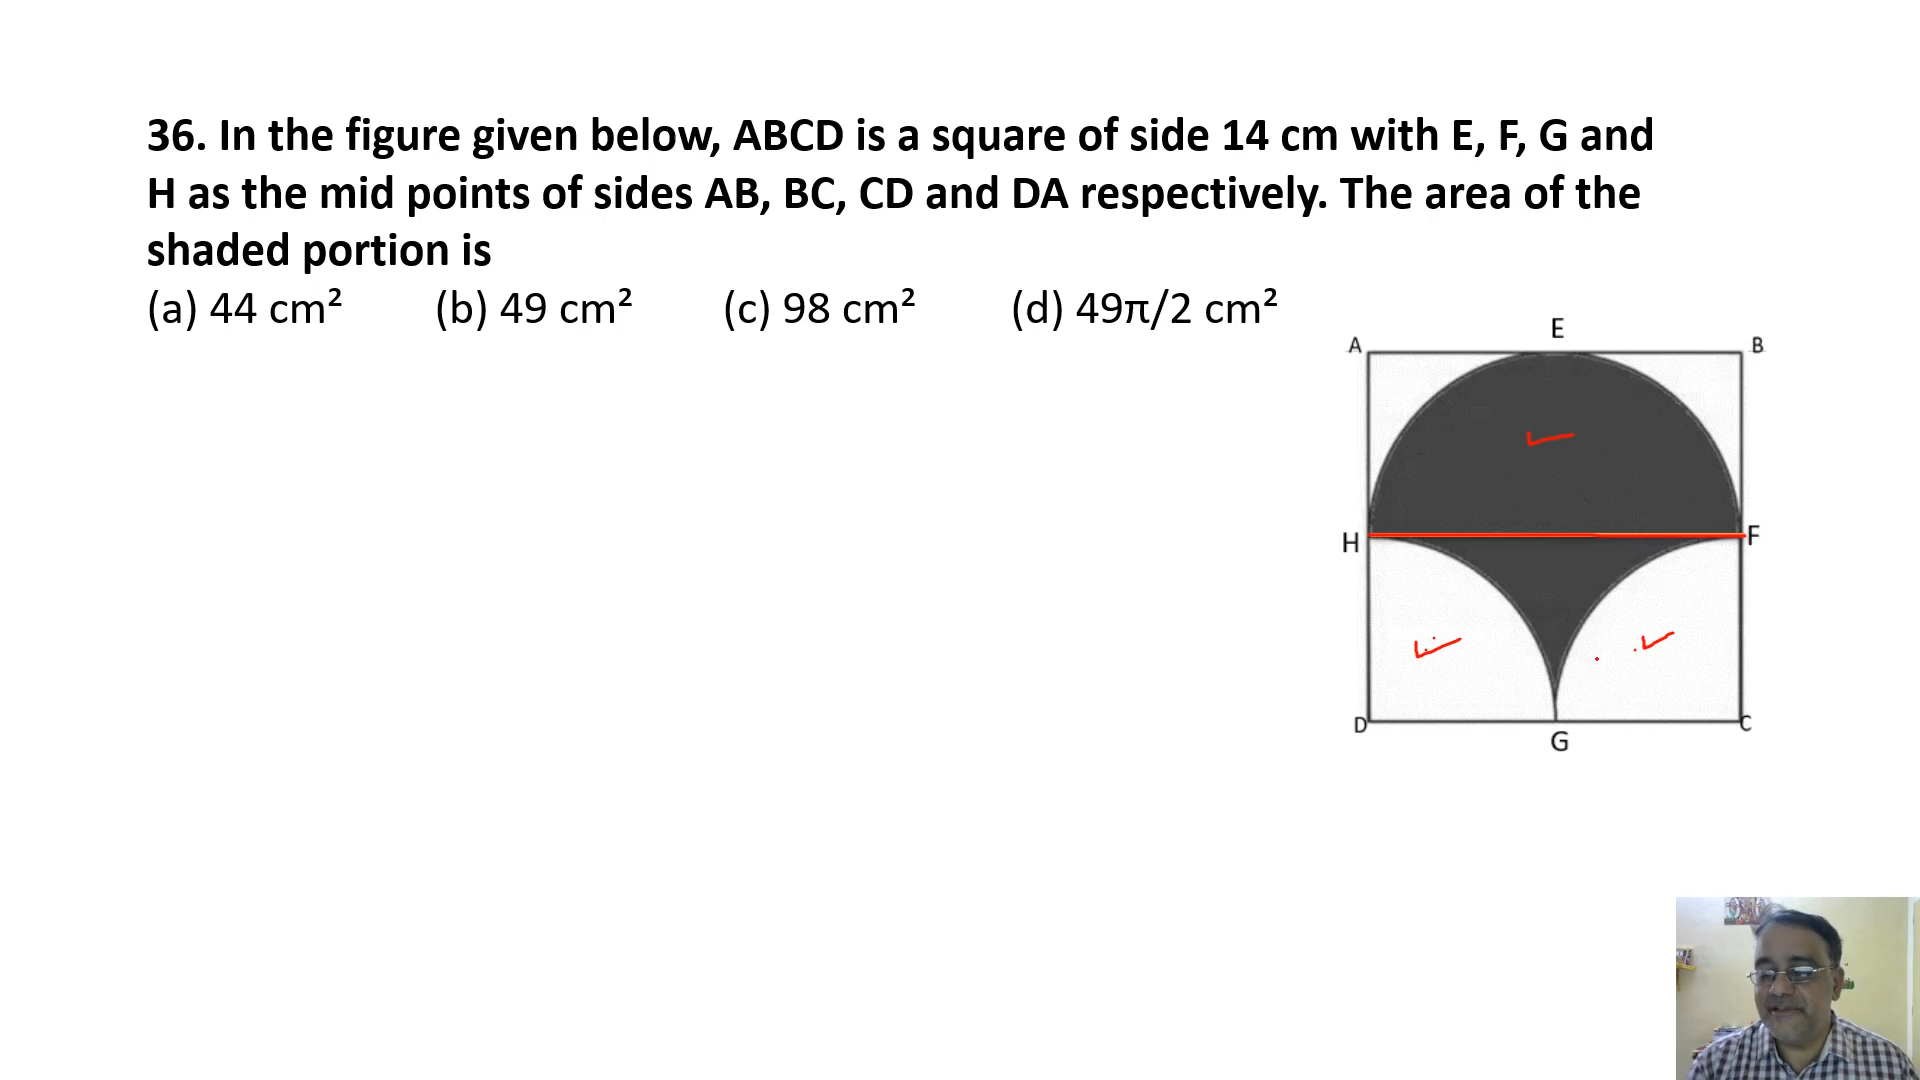 36. In the figure given below, ABCD is a square of side 14 cm with E, F, G and
H as the mid points of sides AB, BC, CD and DA respectively. The area of the
shaded portion is
(a) 44 cm² (b) 49 cm² (c) 98 cm² (d) 49π/2 cm²
E
A B
H F
D C
G